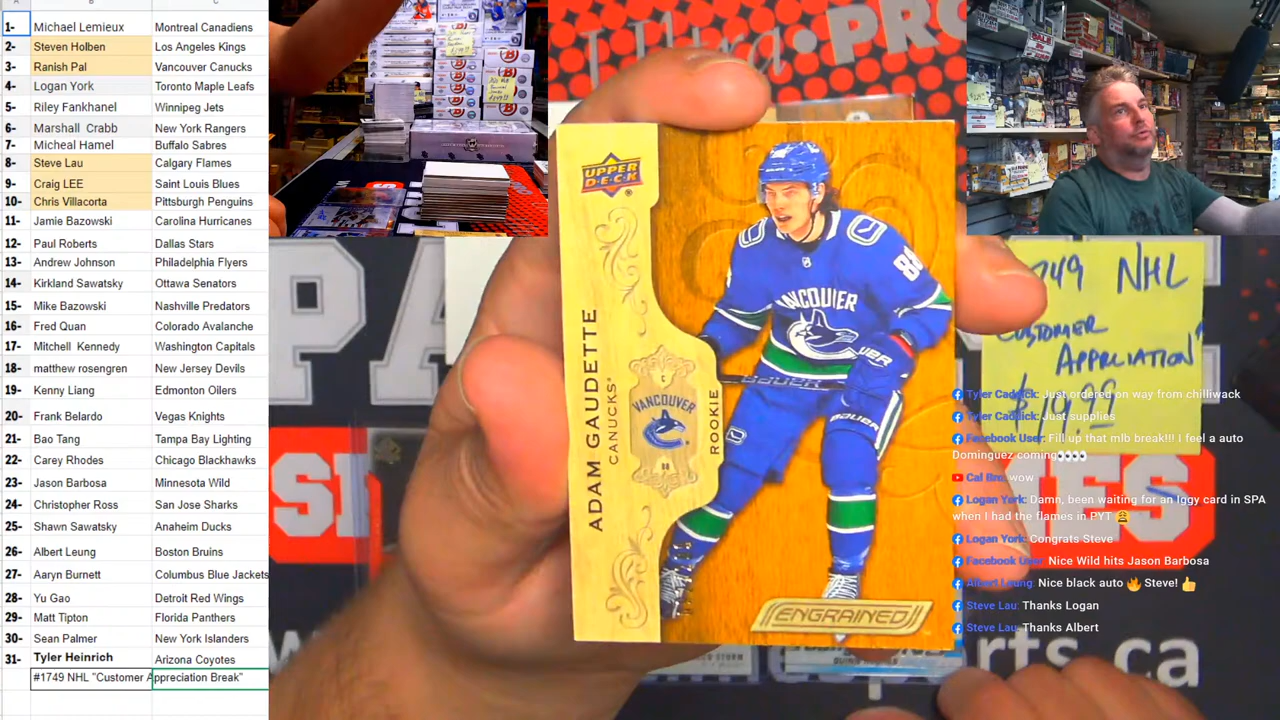 A B C
1- Michael Lemieux Montreal Canadiens
2- Steven Holben Los Angeles Kings
3- Ranish Pal Vancouver Canucks
4- Logan York Toronto Maple Leafs
5- Riley Fankhanel Winnipeg Jets
6- Marshall Crabb New York Rangers
7- Micheal Hamel Buffalo Sabres
8- Steve Lau Calgary Flames
9- Craig LEE Saint Louis Blues
10- Chris Villacorta Pittsburgh Penguins
11- Jamie Bazowski Carolina Hurricanes
12- Paul Roberts Dallas Stars
13- Andrew Johnson Philadelphia Flyers
14- Kirkland Sawatsky Ottawa Senators
15- Mike Bazowski Nashville Predators
16- Fred Quan Colorado Avalanche
17- Mitchell Kennedy Washington Capitals
18- matthew rosengren New Jersey Devils
19- Kenny Liang Edmonton Oilers
20- Frank Belardo Vegas Knights
21- Bao Tang Tampa Bay Lighting
22- Carey Rhodes Chicago Blackhawks
23- Jason Barbosa Minnesota Wild
24- Christopher Ross San Jose Sharks
25- Shawn Sawatsky Anaheim Ducks
26- Albert Leung Boston Bruins
27- Aaryn Burnett Columbus Blue Jackets
28- Yu Gao Detroit Red Wings
29- Matt Tipton Florida Panthers
30- Sean Palmer New York Islanders
31- Tyler Heinrich Arizona Coyotes
#1749 NHL "Customer Appreciation Break"
UPPER DECK
ADAM GAUDETTE
CANUCKS
VANCOUVER
ROOKIE
VANCOUVER
88
BAUER
ENGRAINED
749 NHL
CUSTOMER
APPRCIATION
Tyler Caddick: Just ordered on way from chilliwack
Tyler Caddick: Just supplies
Facebook User: Fill up that mlb break!!! I feel a auto
Dominguez coming👀👀
Cal Bro: wow
Logan York: Damn, been waiting for an Iggy card in SPA
when I had the flames in PYT 😩
Logan York: Congrats Steve
Facebook User: Nice Wild hits Jason Barbosa
Albert Leung: Nice black auto 🔥 Steve! 👍
Steve Lau: Thanks Logan
Steve Lau: Thanks Albert
rts.ca